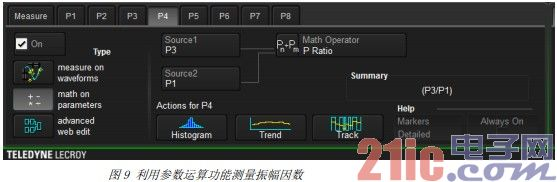 Measure P1 P2 P3 P4 P5 P6 P7 P8
On
Type
measure on
waveforms
math on
parameters
advanced
web edit
Source1
P3
Source2
P1
Pn+Pm
Math Operator
P Ratio
Summary
(P3/P1)
Actions for P4
Histogram
Trend
Track
Help
Markers
Always On
Detailed
TELEDYNE LECROY
21ic.com
电子网
图 9 利用参数运算功能测量振幅因数